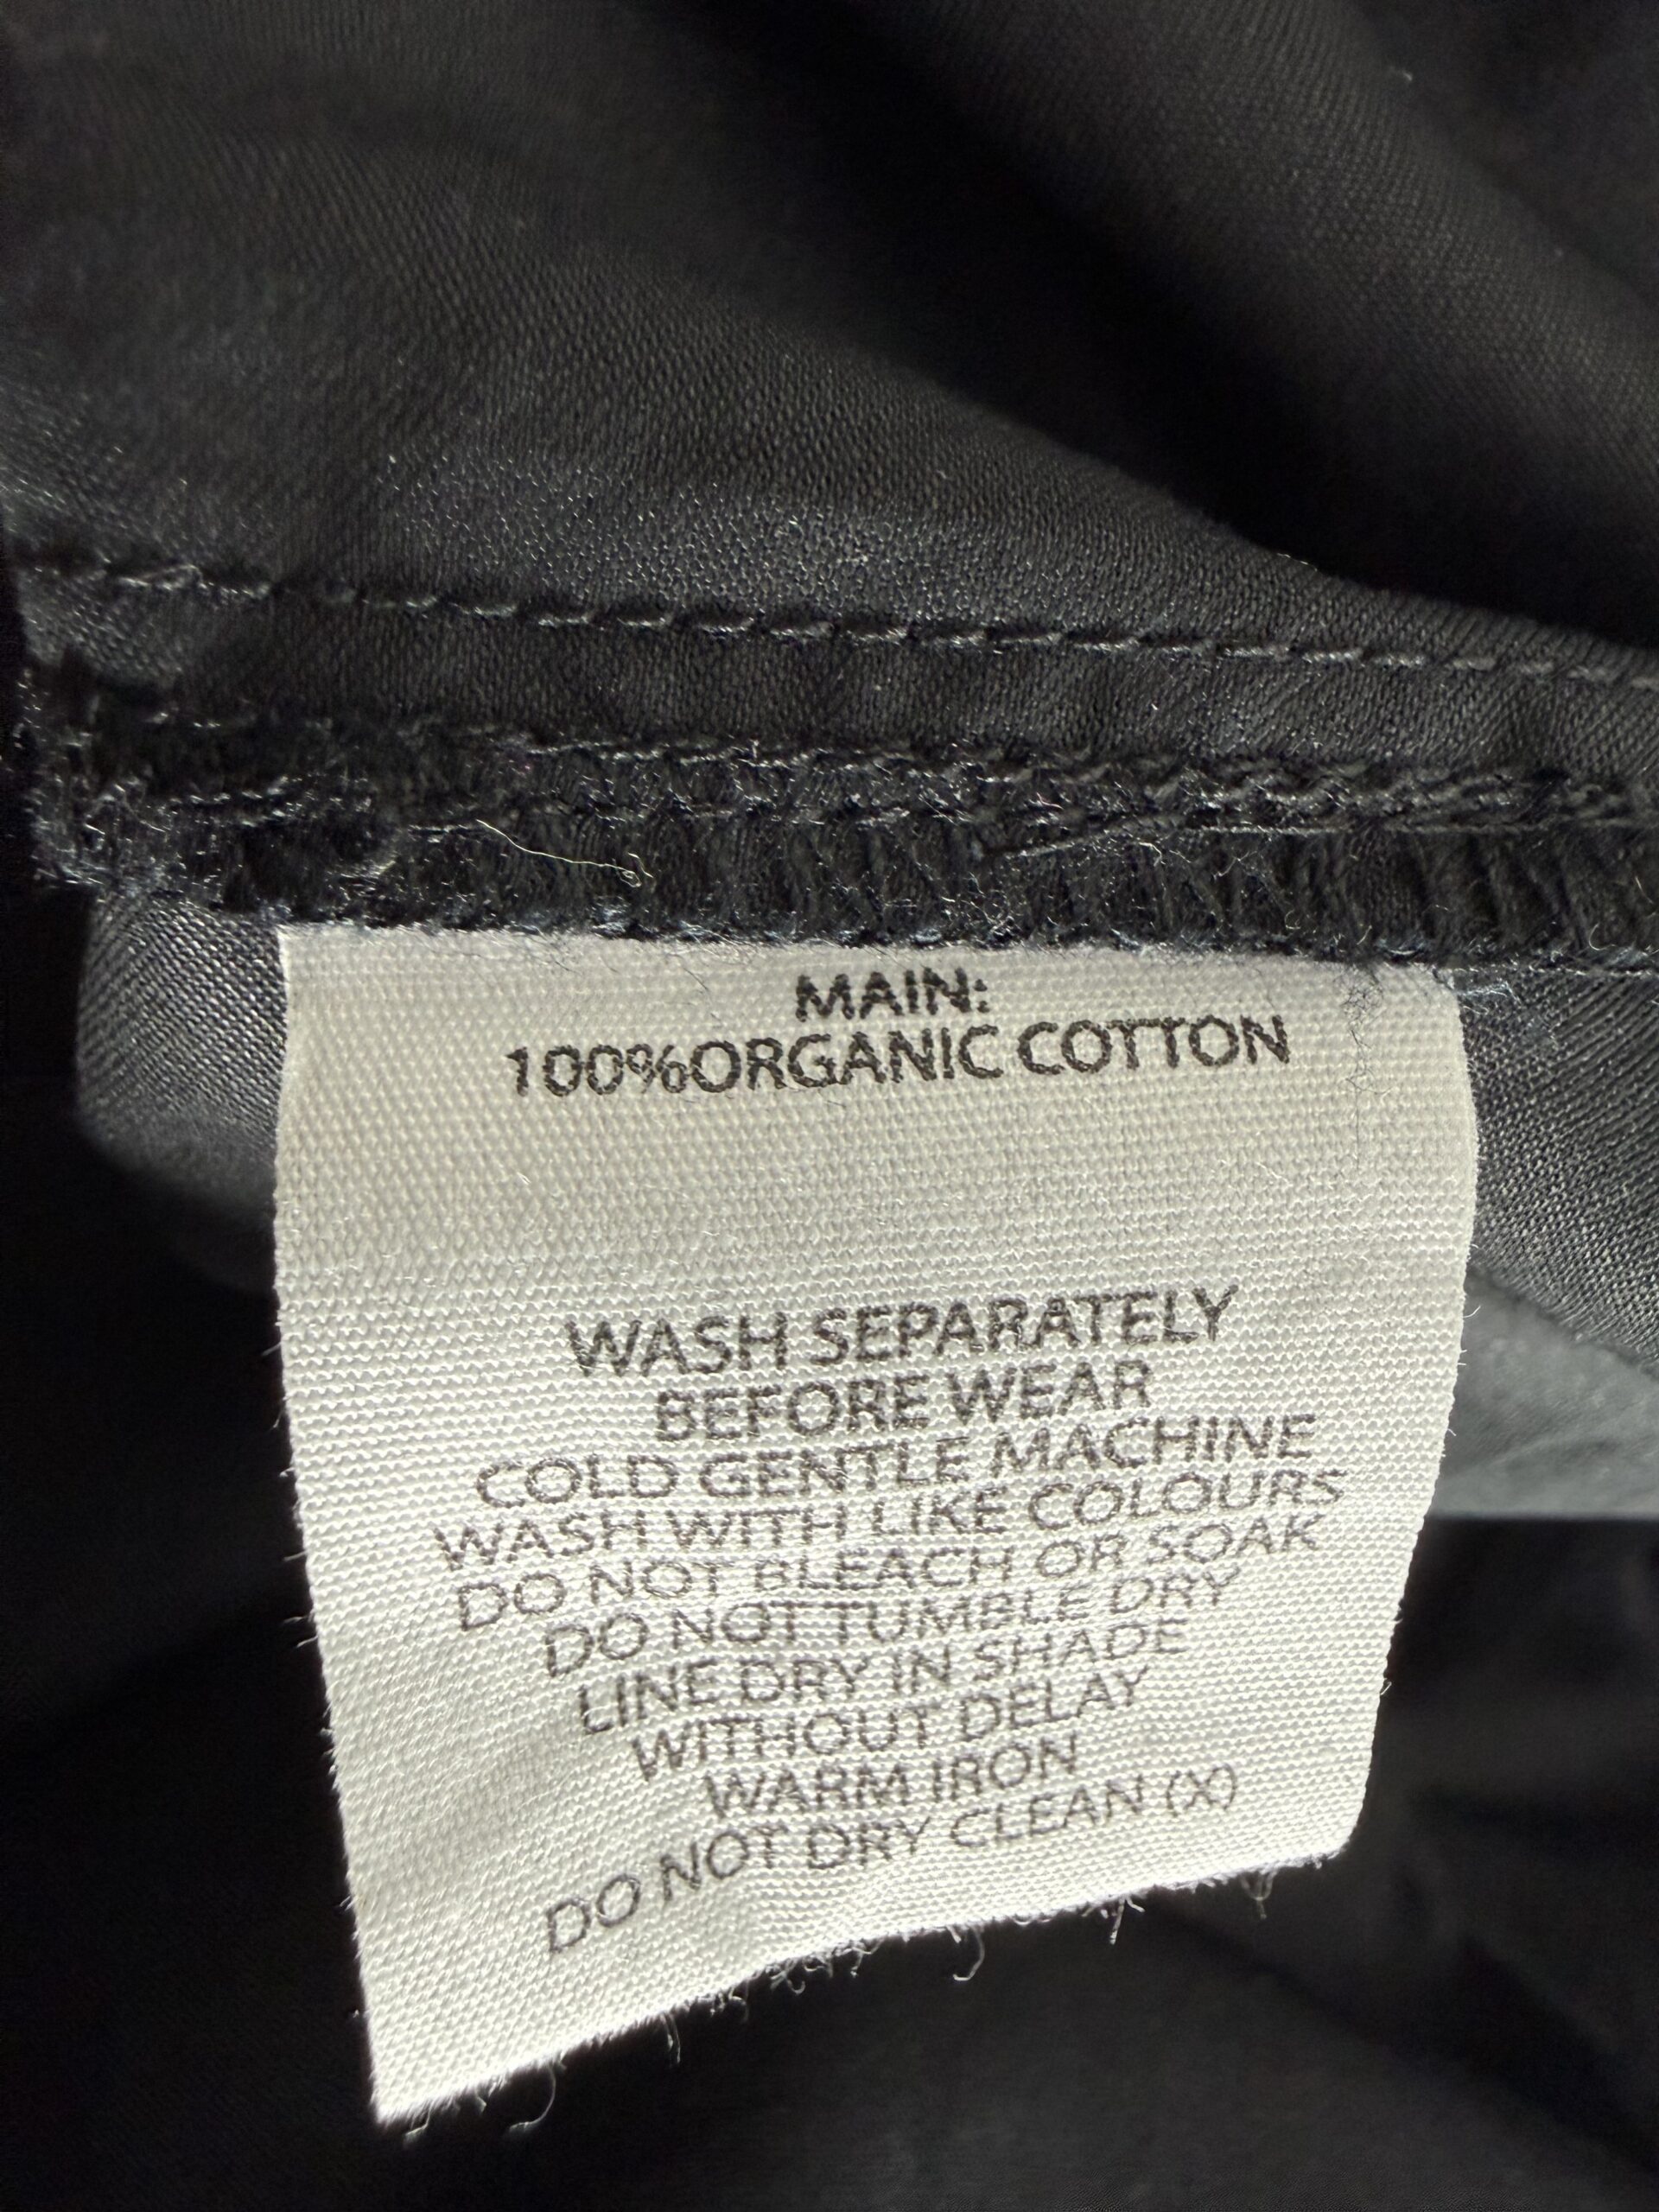 MAIN:
100%ORGANIC COTTON
WASH SEPARATELY
BEFORE WEAR
COLD GENTLE MACHINE
WASH WITH LIKE COLOURS
DO NOT BLEACH OR SOAK
DO NOT TUMBLE DRY
LINE DRY IN SHADE
WITHOUT DELAY
WARM IRON
DO NOT DRY CLEAN (X)